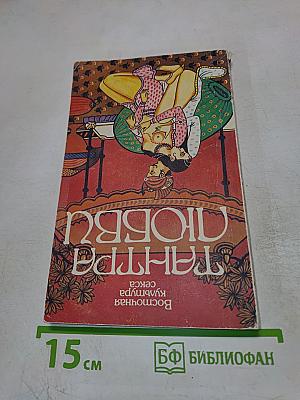 ТАНТРА
ЛЮБВИ
Восточная
культура
секса
15 см
БФ БИБЛИОФАН